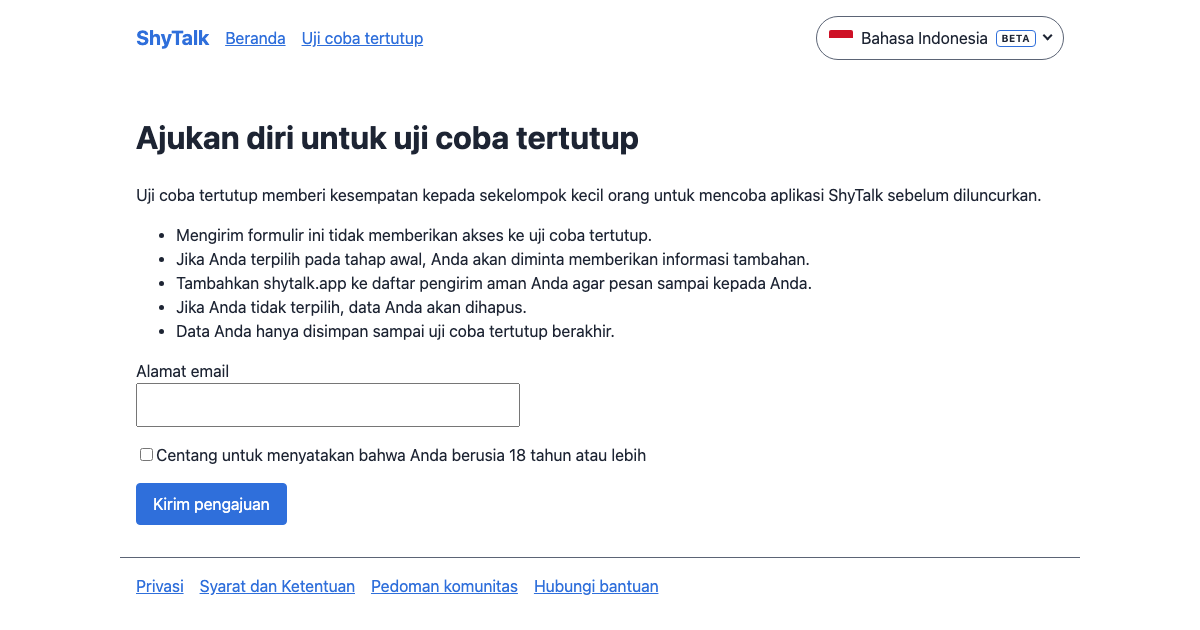 ShyTalk Beranda Uji coba tertutup Bahasa Indonesia BETA
Ajukan diri untuk uji coba tertutup
Uji coba tertutup memberi kesempatan kepada sekelompok kecil orang untuk mencoba aplikasi ShyTalk sebelum diluncurkan.
• Mengirim formulir ini tidak memberikan akses ke uji coba tertutup.
• Jika Anda terpilih pada tahap awal, Anda akan diminta memberikan informasi tambahan.
• Tambahkan shytalk.app ke daftar pengirim aman Anda agar pesan sampai kepada Anda.
• Jika Anda tidak terpilih, data Anda akan dihapus.
• Data Anda hanya disimpan sampai uji coba tertutup berakhir.
Alamat email
Centang untuk menyatakan bahwa Anda berusia 18 tahun atau lebih
Kirim pengajuan
Privasi Syarat dan Ketentuan Pedoman komunitas Hubungi bantuan